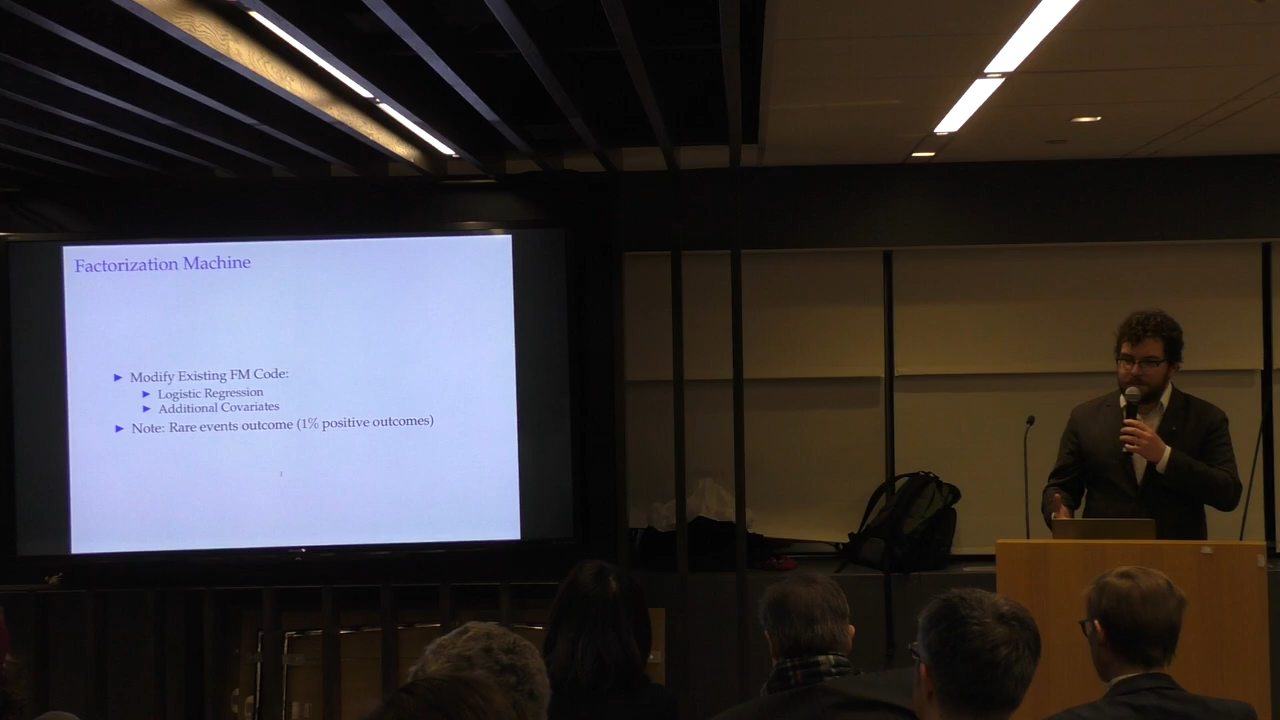 Factorization Machine
► Modify Existing FM Code:
► Logistic Regression
► Additional Covariates
► Note: Rare events outcome (1% positive outcomes)